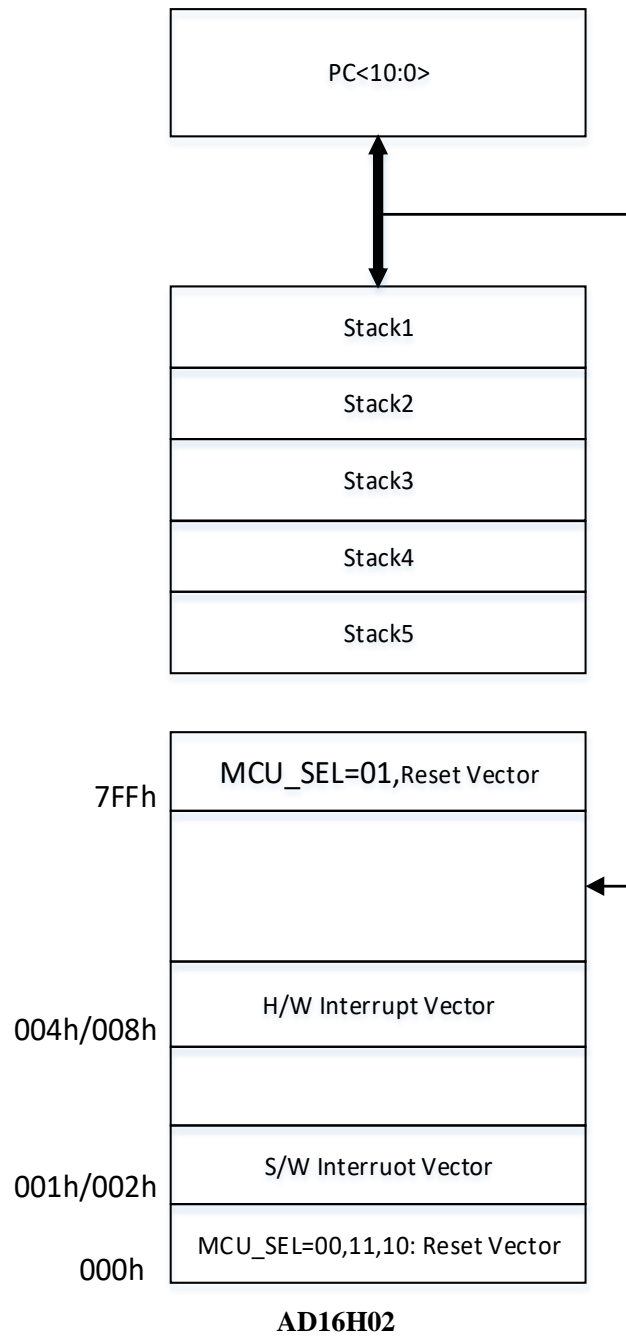 PC<10:0>
Stack1
Stack2
Stack3
Stack4
Stack5
MCU_SEL=01,Reset Vector
7FFh
H/W Interrupt Vector
004h/008h
S/W Interruot Vector
001h/002h
MCU_SEL=00,11,10: Reset Vector
000h
AD16H02